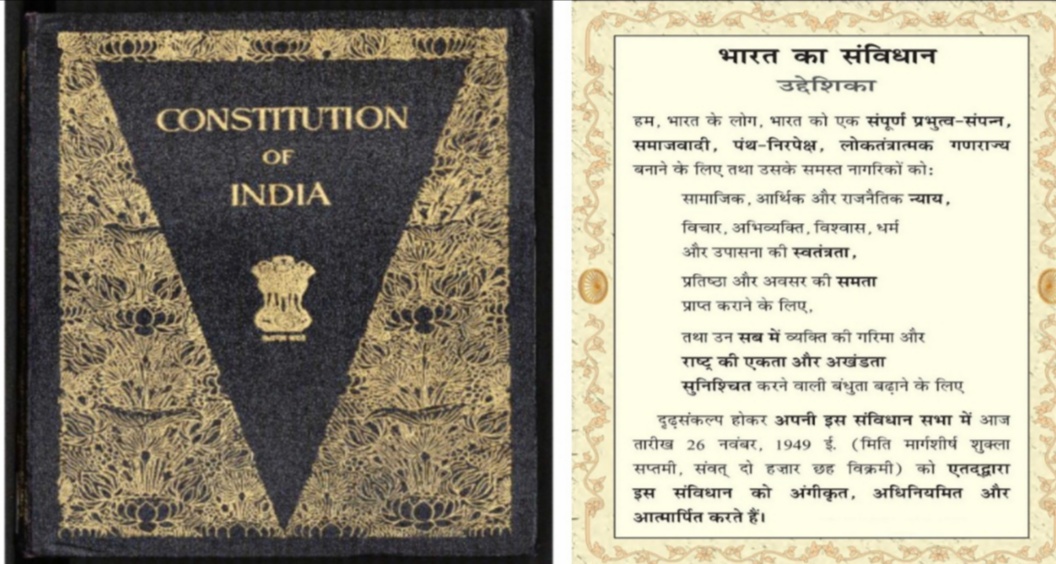 CONSTITUTION
OF
INDIA
भारत का संविधान
उद्देशिका
हम, भारत के लोग, भारत को एक संपूर्ण प्रभुत्व-संपन्न,
समाजवादी, पंथ-निरपेक्ष, लोकतंत्रात्मक गणराज्य
बनाने के लिए तथा उसके समस्त नागरिकों को:
सामाजिक, आर्थिक और राजनैतिक न्याय,
विचार, अभिव्यक्ति, विश्वास, धर्म
और उपासना की स्वतंत्रता,
प्रतिष्ठा और अवसर की समता
प्राप्त कराने के लिए,
तथा उन सब में व्यक्ति की गरिमा और
राष्ट्र की एकता और अखंडता
सुनिश्चित करने वाली बंधुता बढ़ाने के लिए
दृढ़संकल्प होकर अपनी इस संविधान सभा में आज
तारीख 26 नवंबर, 1949 ई. (मिति मार्गशीर्ष शुक्ला
सप्तमी, संवत् दो हज़ार छह विक्रमी) को एतद्द्वारा
इस संविधान को अंगीकृत, अधिनियमित और
आत्मार्पित करते हैं।